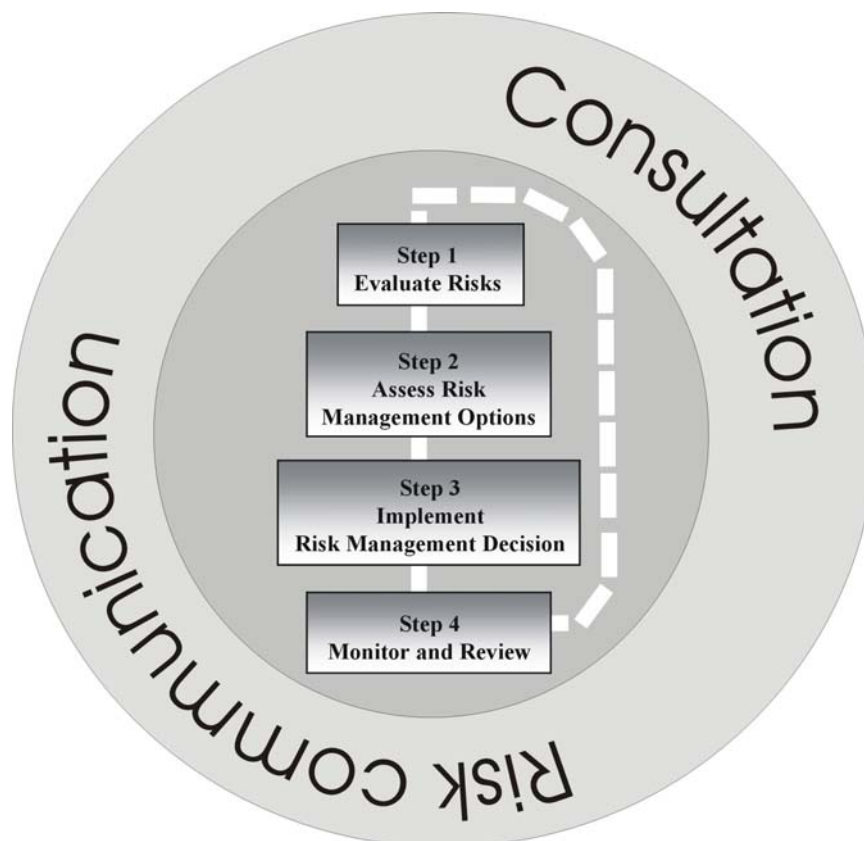 Consultation
Step 1
Evaluate Risks
Step 2
Assess Risk
Management Options
Step 3
Implement
Risk Management Decision
Step 4
Monitor and Review
Risk communication